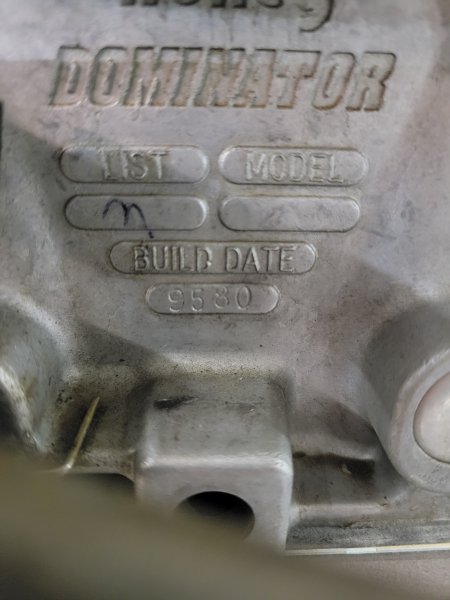 DOMINATOR
LIST MODEL
BUILD DATE
9580